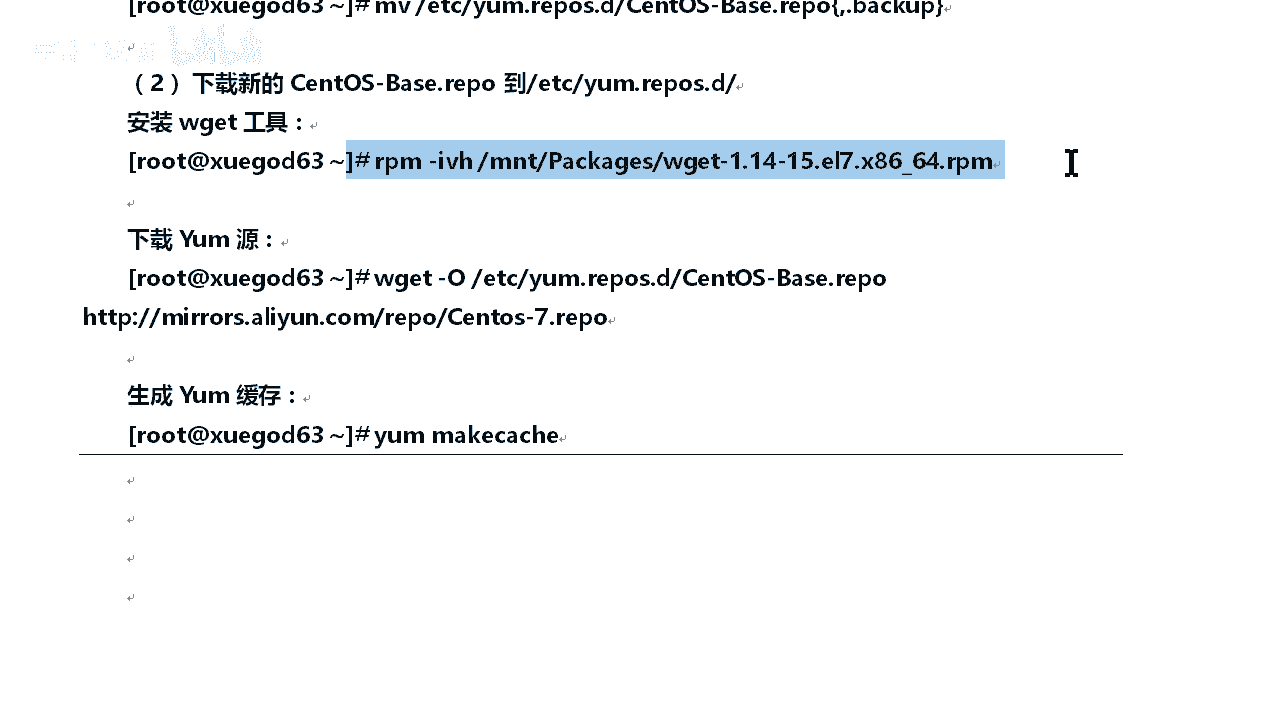 [root@xuegod63 ~]# mv /etc/yum.repos.d/CentOS-Base.repo{,.backup}
（2）下载新的 CentOS-Base.repo 到/etc/yum.repos.d/
安装 wget 工具：
[root@xuegod63 ~]# rpm -ivh /mnt/Packages/wget-1.14-15.el7.x86_64.rpm
下载 Yum 源：
[root@xuegod63 ~]# wget -O /etc/yum.repos.d/CentOS-Base.repo
http://mirrors.aliyun.com/repo/Centos-7.repo
生成 Yum 缓存：
[root@xuegod63 ~]# yum makecache